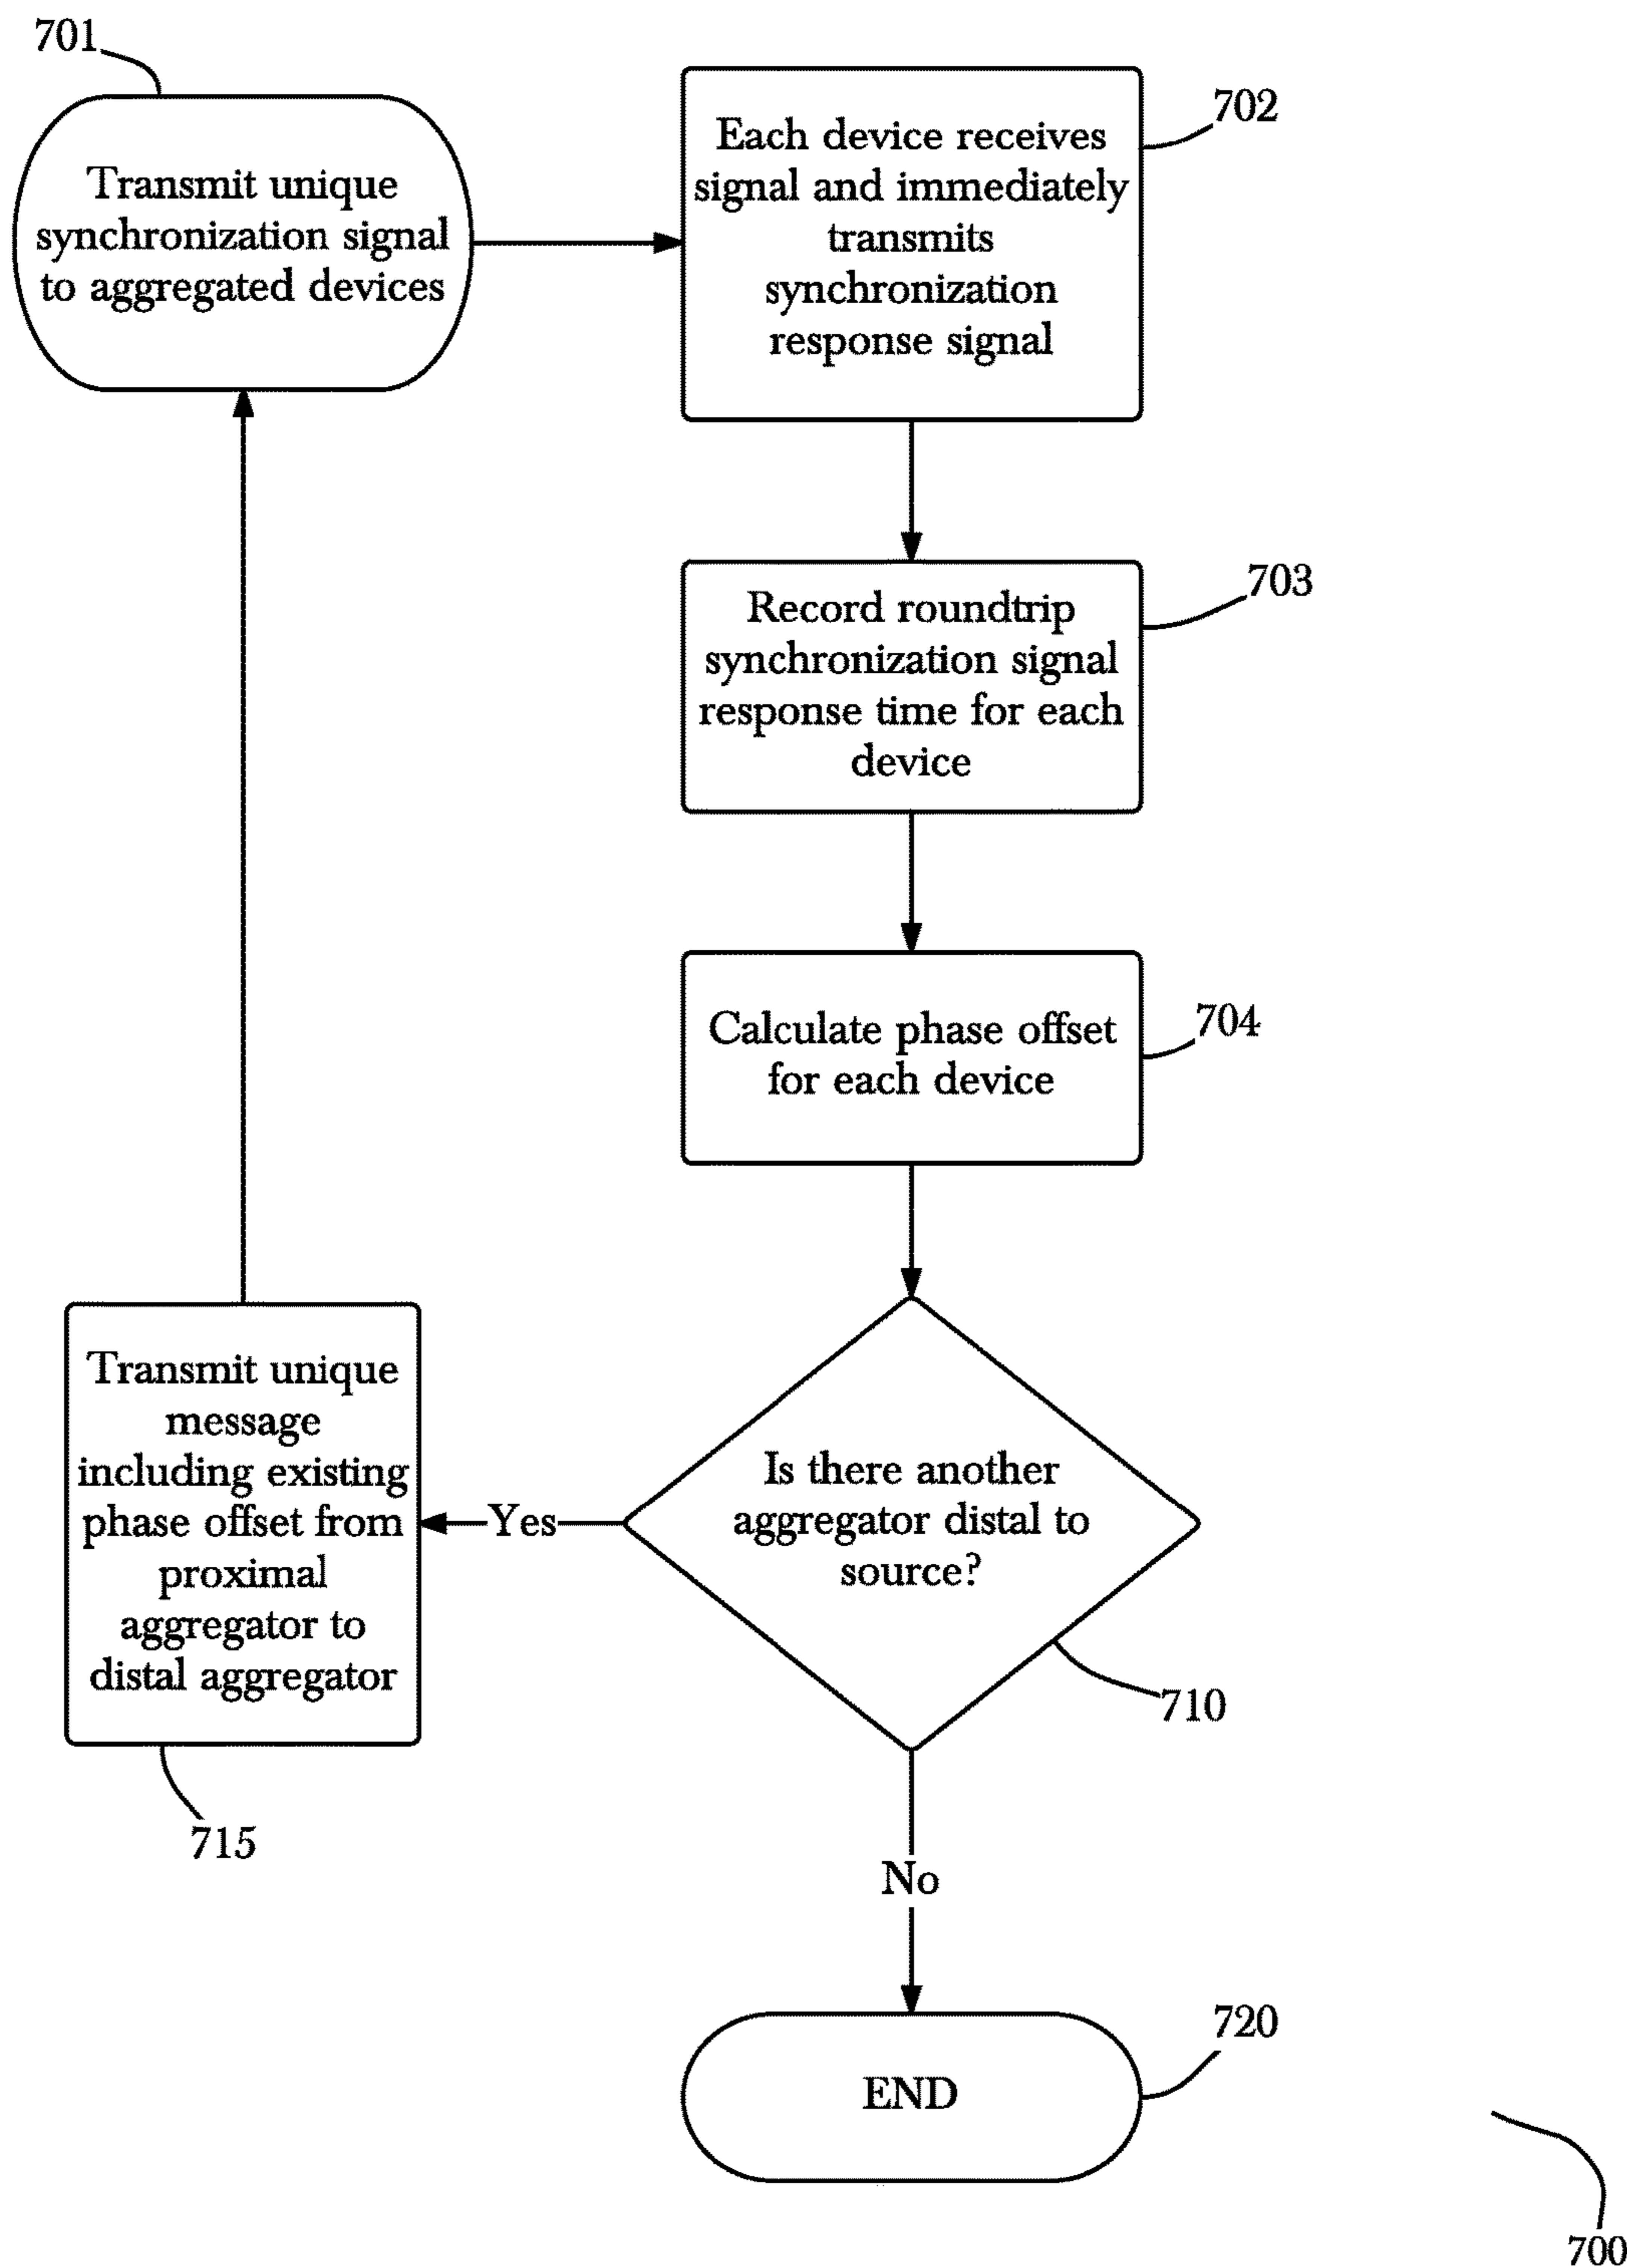 701
Transmit unique
synchronization signal
to aggregated devices
702
Each device receives
signal and immediately
transmits
synchronization
response signal
703
Record roundtrip
synchronization signal
response time for each
device
704
Calculate phase offset
for each device
Is there another
aggregator distal to
source?
710
Yes
Transmit unique
message
including existing
phase offset from
proximal
aggregator to
distal aggregator
715
No
720
END
700